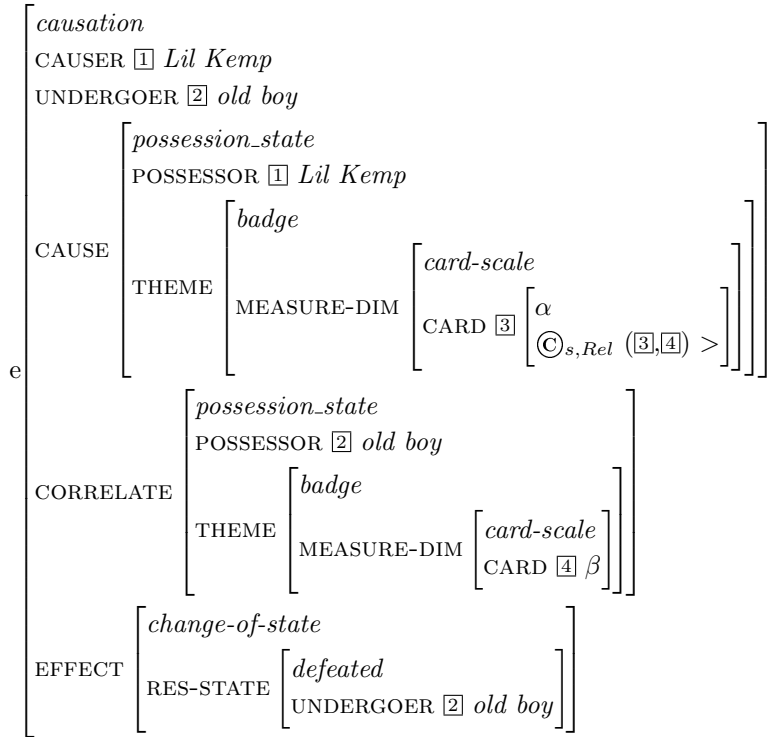 causation
CAUSER 1 Lil Kemp
UNDERGOER 2 old boy
possession_state
POSSESSOR 1 Lil Kemp
CAUSE
THEME
badge
MEASURE-DIM
card-scale
CARD 3
α
Ⓒs,Rel (3,4) >
e
possession_state
POSSESSOR 2 old boy
CORRELATE
THEME
badge
MEASURE-DIM
card-scale
CARD 4 β
change-of-state
EFFECT
RES-STATE
defeated
UNDERGOER 2 old boy